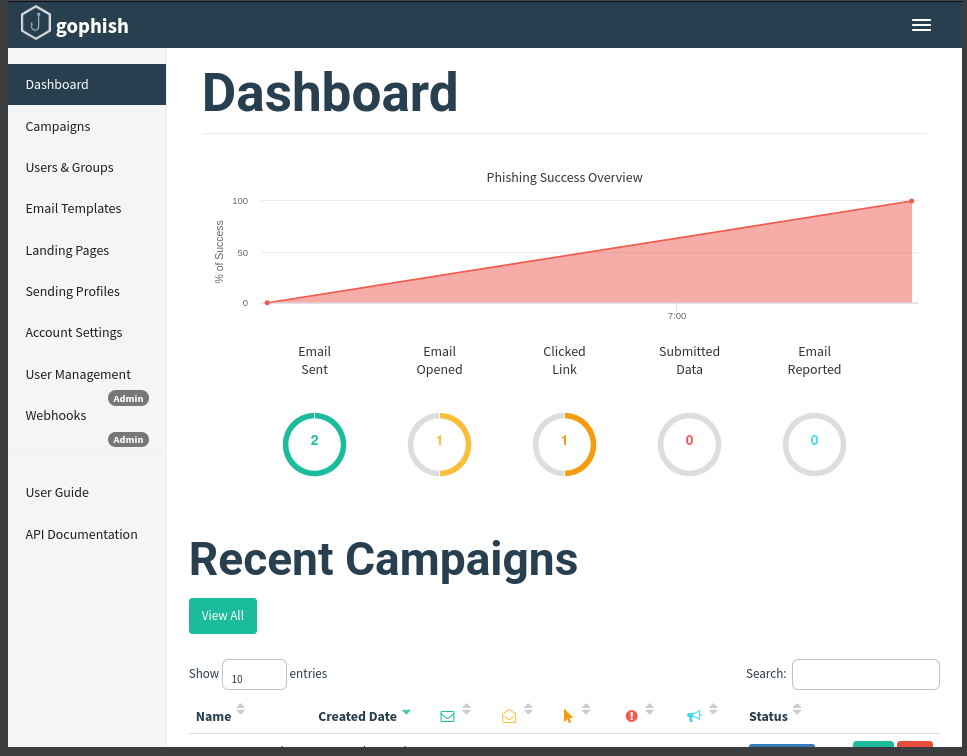 gophish
Dashboard
Campaigns
Users & Groups
Email Templates
Landing Pages
Sending Profiles
Account Settings
User Management
Admin
Webhooks
Admin
User Guide
API Documentation
Dashboard
Phishing Success Overview
% of Success
100
50
0
7:00
Email Sent
Email Opened
Clicked Link
Submitted Data
Email Reported
2
1
1
0
0
Recent Campaigns
View All
Show 10 entries
Search:
Name Created Date Status